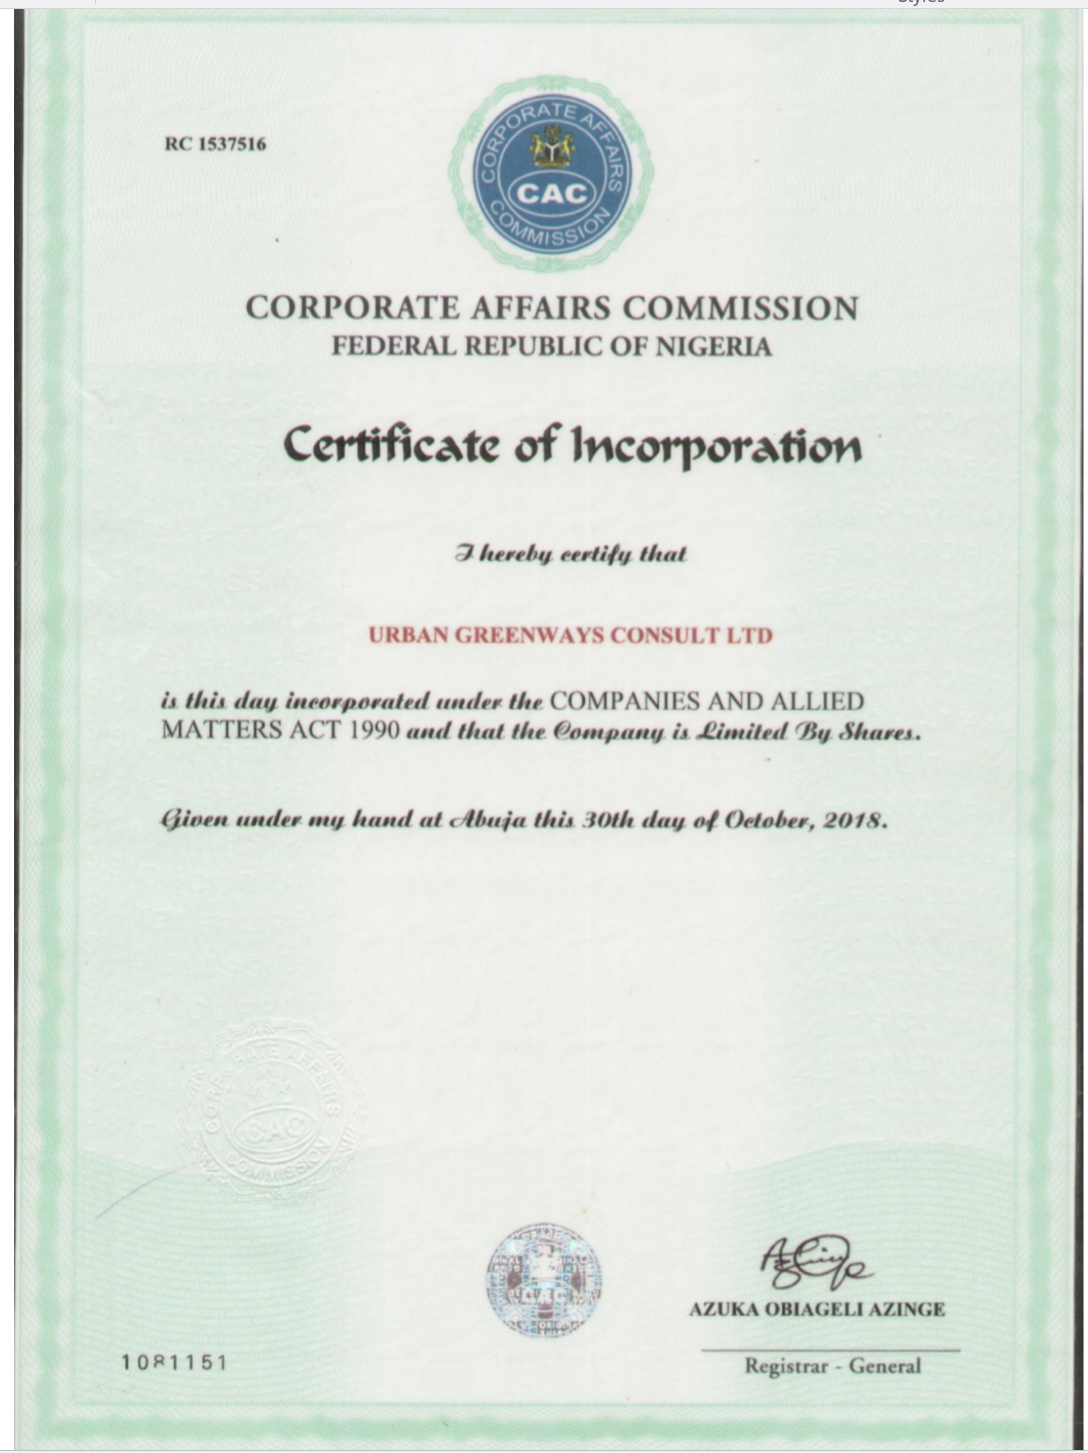 Styles
RC 1537516
CORPORATE AFFAIRS COMMISSION
CAC
CORPORATE AFFAIRS COMMISSION
FEDERAL REPUBLIC OF NIGERIA
Certificate of Incorporation
I hereby certify that
URBAN GREENWAYS CONSULT LTD
is this day incorporated under the COMPANIES AND ALLIED
MATTERS ACT 1990 and that the Company is Limited By Shares.
Given under my hand at Abuja this 30th day of October, 2018.
CORPORATE AFFAIRS
CAC
COMMISSION
AZUKA OBIAGELI AZINGE
1081151
Registrar - General